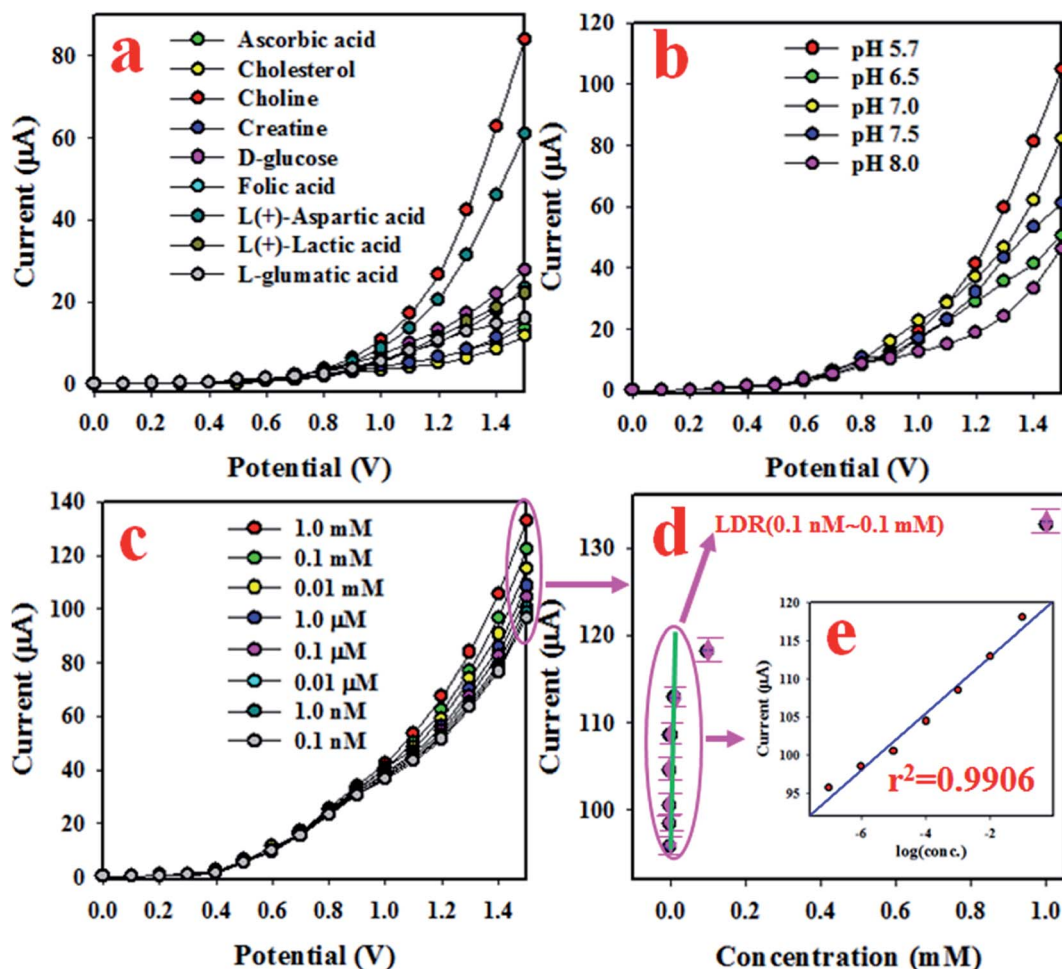 a
Ascorbic acid
Cholesterol
Choline
Creatine
D-glucose
Folic acid
L(+)-Aspartic acid
L(+)-Lactic acid
L-glumatic acid
80
60
40
20
0
Current (µA)
0.0 0.2 0.4 0.6 0.8 1.0 1.2 1.4
Potential (V)
b
pH 5.7
pH 6.5
pH 7.0
pH 7.5
pH 8.0
120
100
80
60
40
20
0
Current (µA)
0.0 0.2 0.4 0.6 0.8 1.0 1.2 1.4
Potential (V)
c
1.0 mM
0.1 mM
0.01 mM
1.0 µM
0.1 µM
0.01 µM
1.0 nM
0.1 nM
140
120
100
80
60
40
20
0
Current (µA)
0.0 0.2 0.4 0.6 0.8 1.0 1.2 1.4
Potential (V)
d
LDR(0.1 nM~0.1 mM)
130
120
110
100
Current (µA)
0.0 0.2 0.4 0.6 0.8 1.0
Concentration (mM)
e
r²=0.9906
120
115
110
105
100
95
Current (µA)
-6 -4 -2
log(conc.)